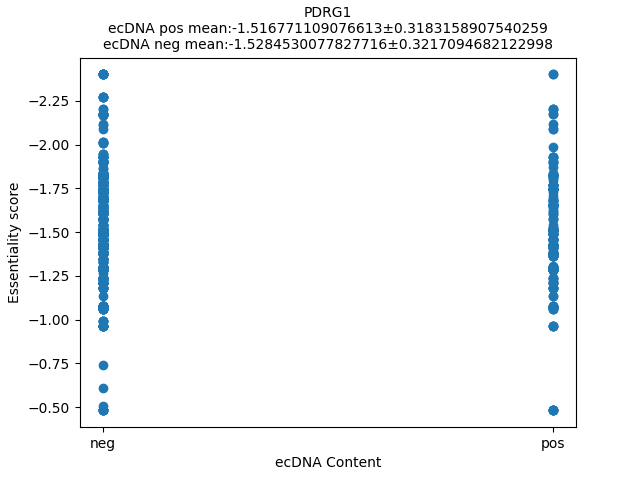 PDRG1
ecDNA pos mean:-1.516771109076613±0.3183158907540259
ecDNA neg mean:-1.5284530077827716±0.3217094682122998
−2.25
−2.00
−1.75
−1.50
−1.25
−1.00
−0.75
−0.50
Essentiality score
neg
pos
ecDNA Content